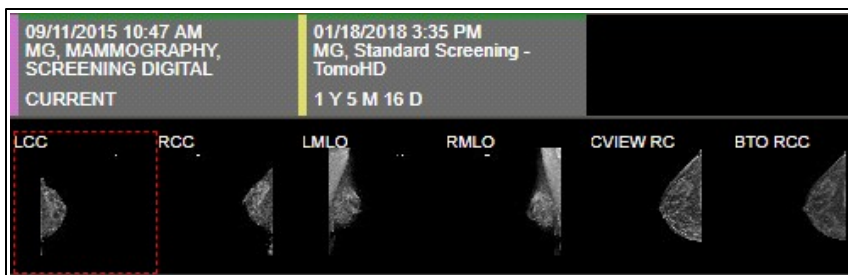 09/11/2015 10:47 AM
MG, MAMMOGRAPHY,
SCREENING DIGITAL
CURRENT
01/18/2018 3:35 PM
MG, Standard Screening -
TomoHD
1 Y 5 M 16 D
LCC RCC LMLO RMLO CVIEW RC BTO RCC